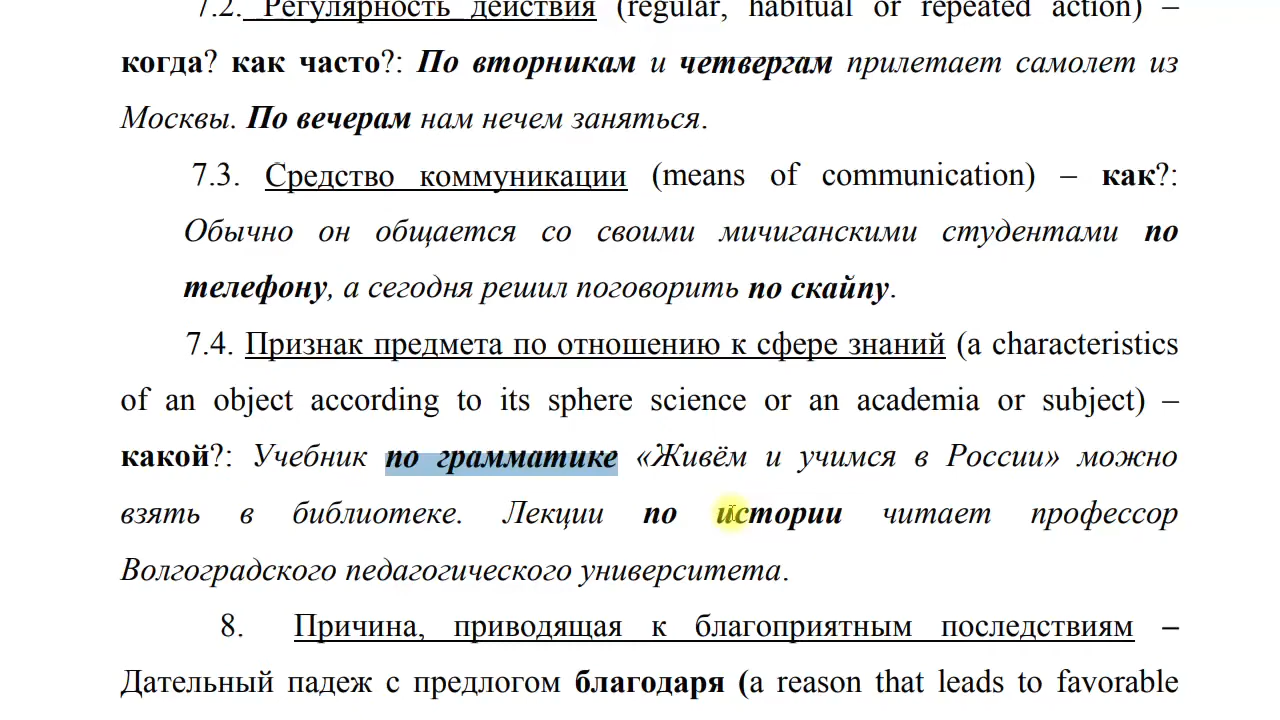 7.2. Регулярность действия (regular, habitual or repeated action) –
когда? как часто?: По вторникам и четвергам прилетает самолет из
Москвы. По вечерам нам нечем заняться.
7.3. Средство коммуникации (means of communication) – как?:
Обычно он общается со своими мичиганскими студентами по
телефону, а сегодня решил поговорить по скайпу.
7.4. Признак предмета по отношению к сфере знаний (a characteristics
of an object according to its sphere science or an academia or subject) –
какой?: Учебник по грамматике «Живём и учимся в России» можно
взять в библиотеке. Лекции по истории читает профессор
Волгоградского педагогического университета.
8. Причина, приводящая к благоприятным последствиям –
Дательный падеж с предлогом благодаря (a reason that leads to favorable